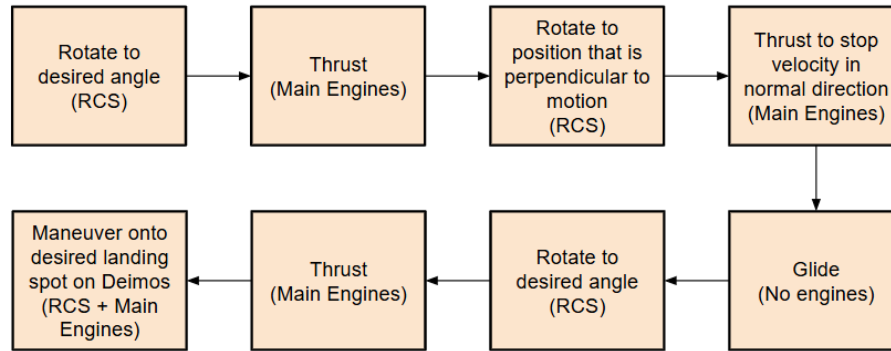 Rotate to
desired angle
(RCS)
Thrust
(Main Engines)
Rotate to
position that is
perpendicular to
motion
(RCS)
Thrust to stop
velocity in
normal direction
(Main Engines)
Glide
(No engines)
Rotate to
desired angle
(RCS)
Thrust
(Main Engines)
Maneuver onto
desired landing
spot on Deimos
(RCS + Main
Engines)